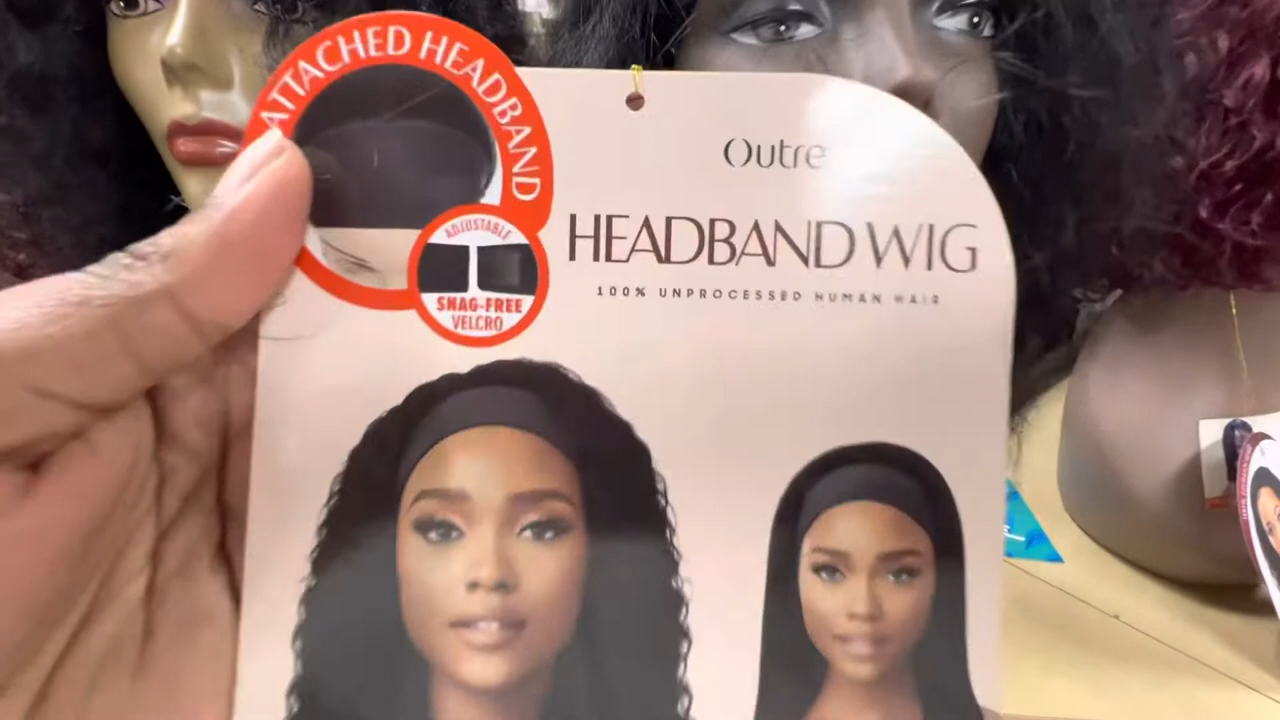 ATTACHED HEADBAND
ADJUSTABLE
SNAG-FREE
VELCRO
Outre
HEADBAND WIG
100% UNPROCESSED HUMAN HAIR